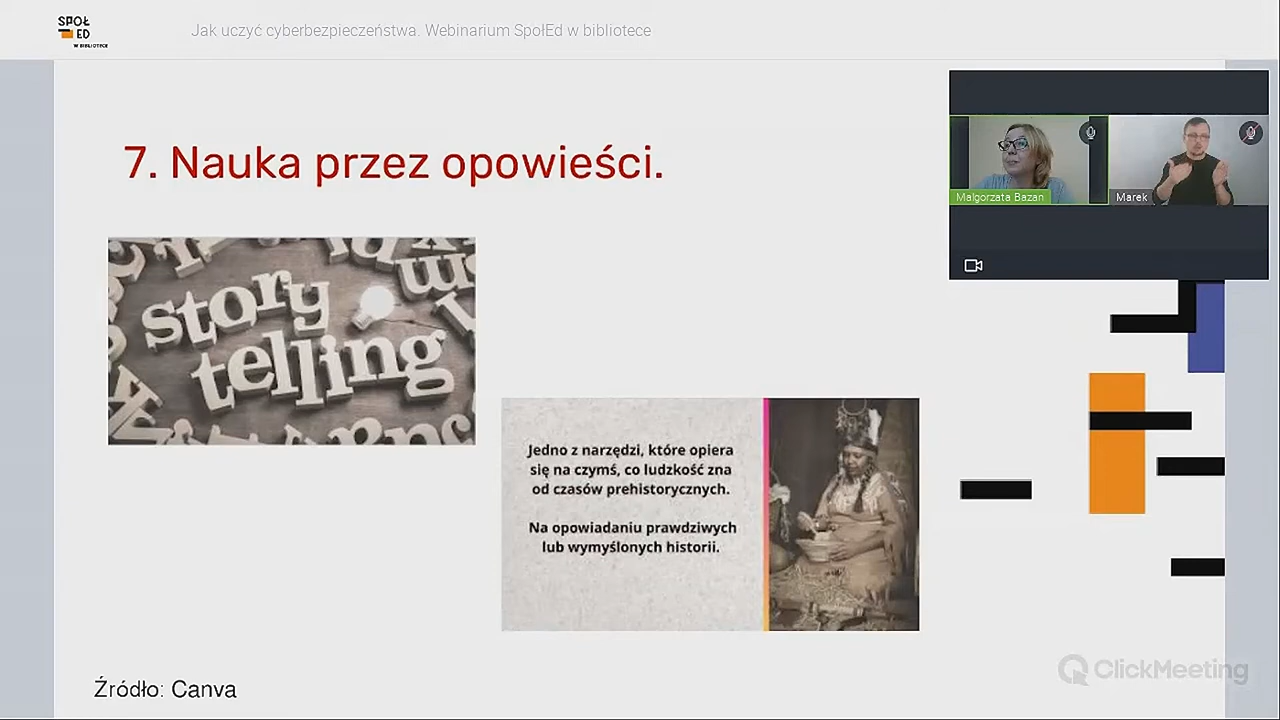 SPOŁ
ED
W BIBLIOTECE
Jak uczyć cyberbezpieczeństwa. Webinarium SpołEd w bibliotece
7. Nauka przez opowieści.
Malgorzata Bazan
Marek
story
telling
Jedno z narzędzi, które opiera
się na czymś, co ludzkość zna
od czasów prehistorycznych.
Na opowiadaniu prawdziwych
lub wymyślonych historii.
Źródło: Canva
ClickMeeting